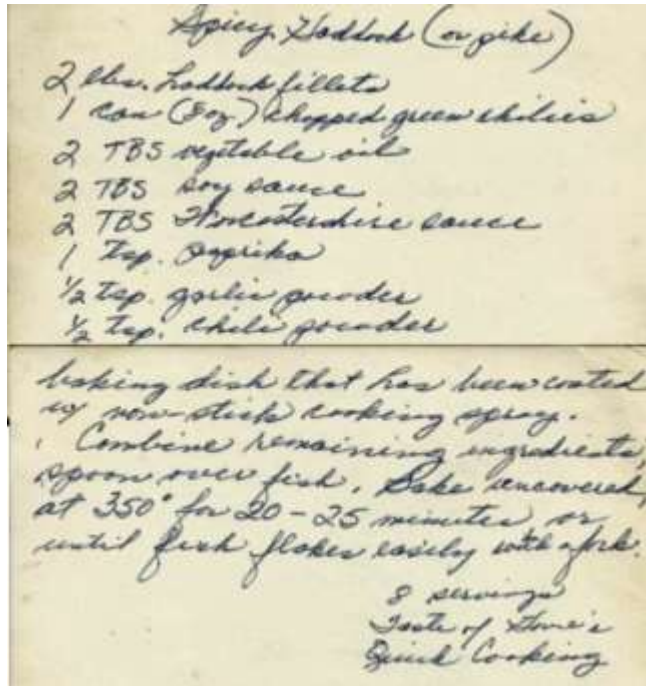 Spicy Haddock (or pike)
2 lbs. haddock fillets
1 can (8oz) chopped green chilies
2 TBS vegetable oil
2 TBS soy sauce
2 TBS Worcestershire sauce
1 tsp. Paprika
1/2 tsp. garlic powder
1/2 tsp. chili powder
baking dish that has been coated
w/ non-stick cooking spray.
Combine remaining ingredients,
spoon over fish. Bake uncovered,
at 350° for 20-25 minutes or
until fish flakes easily with a fork.
8 servings
Taste of Home's
Quick Cooking